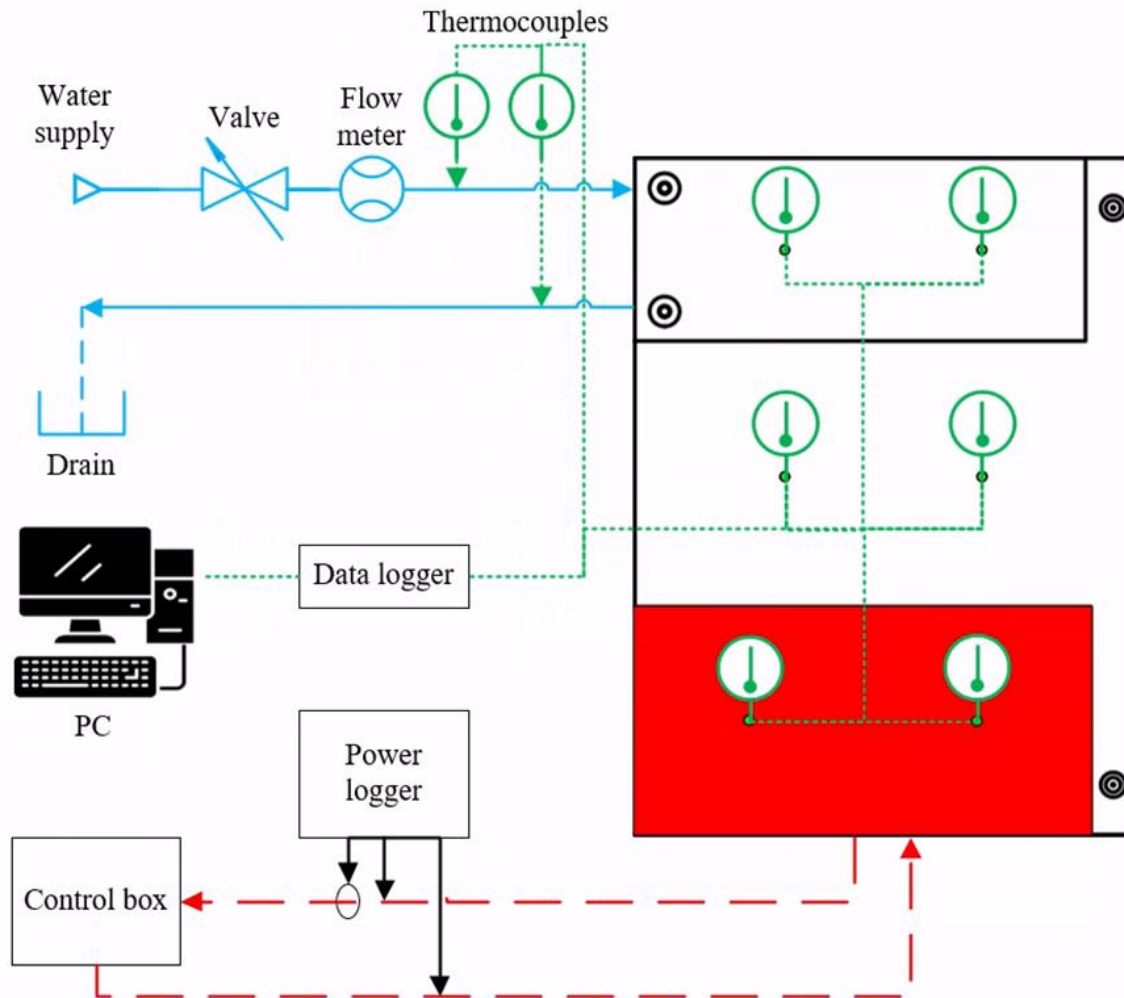 Thermocouples
Water
supply
Valve
Flow
meter
Drain
Data logger
PC
Power
logger
Control box